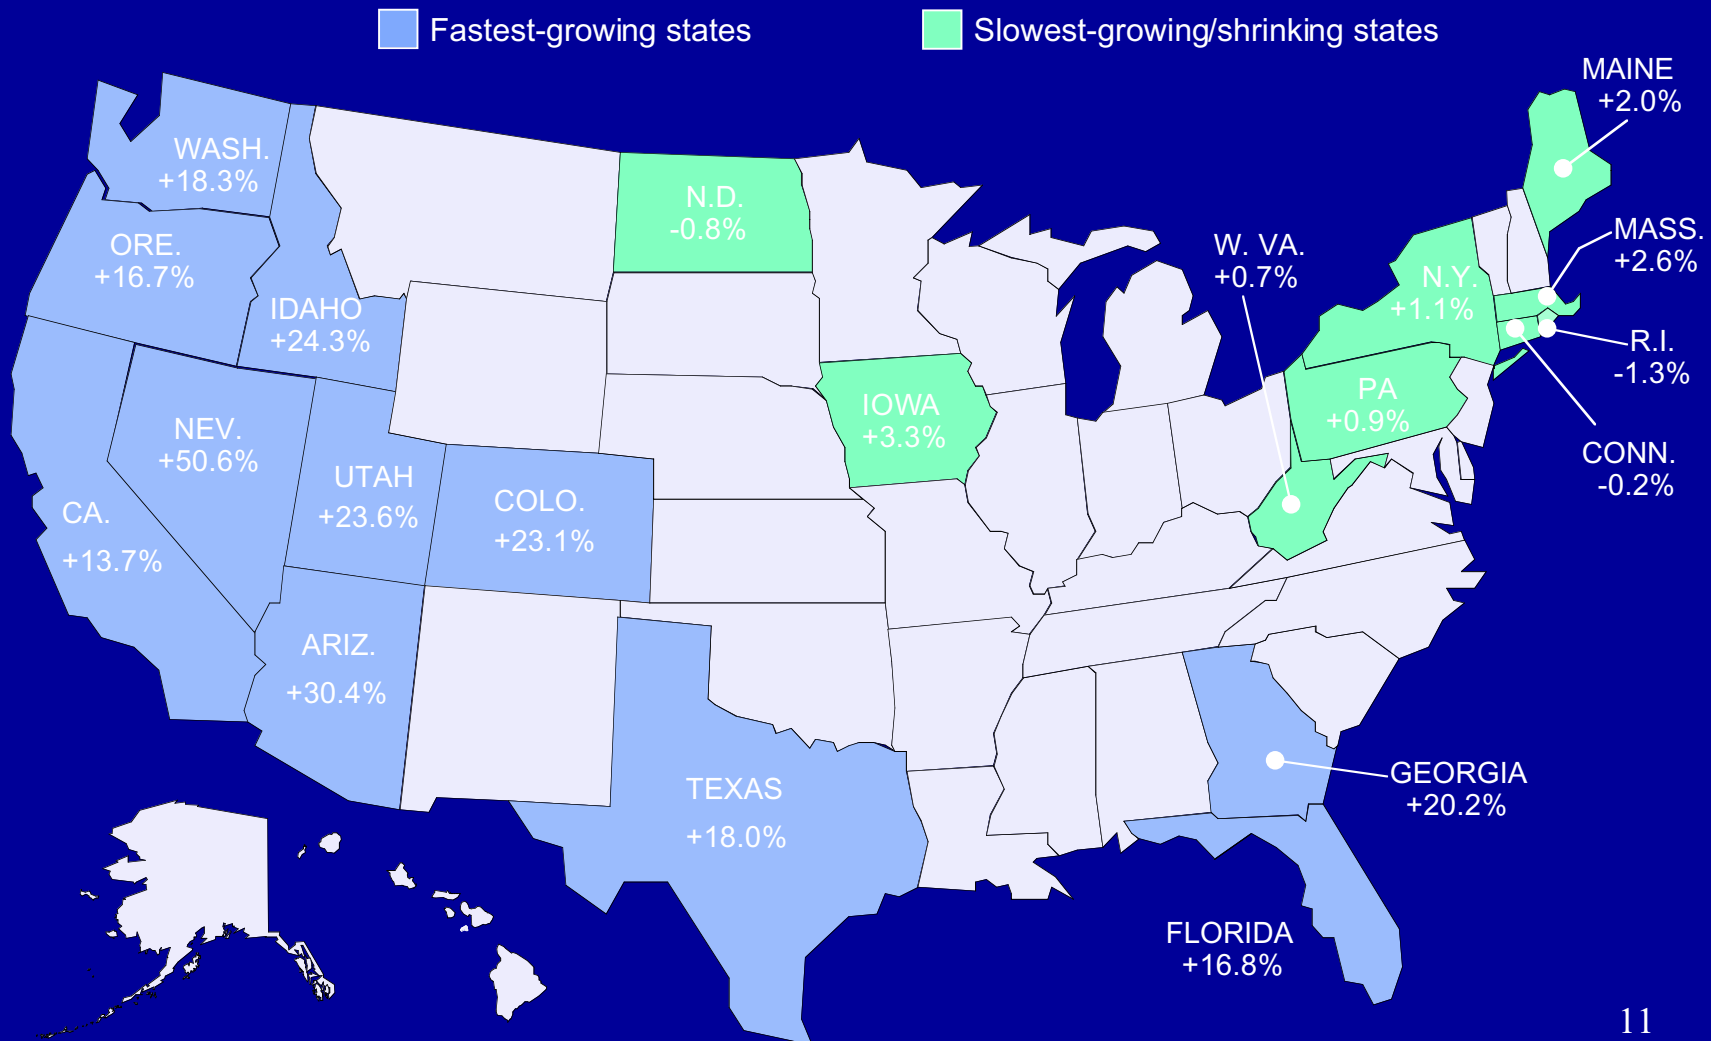 Fastest-growing states
Slowest-growing/shrinking states
MAINE
+2.0%
WASH.
+18.3%
N.D.
-0.8%
MASS.
+2.6%
ORE.
+16.7%
W. VA.
+0.7%
N.Y.
+1.1%
IDAHO
+24.3%
R.I.
-1.3%
PA
+0.9%
IOWA
+3.3%
NEV.
+50.6%
CONN.
-0.2%
UTAH
+23.6%
COLO.
+23.1%
CA.
+13.7%
ARIZ.
+30.4%
TEXAS
+18.0%
GEORGIA
+20.2%
FLORIDA
+16.8%
11